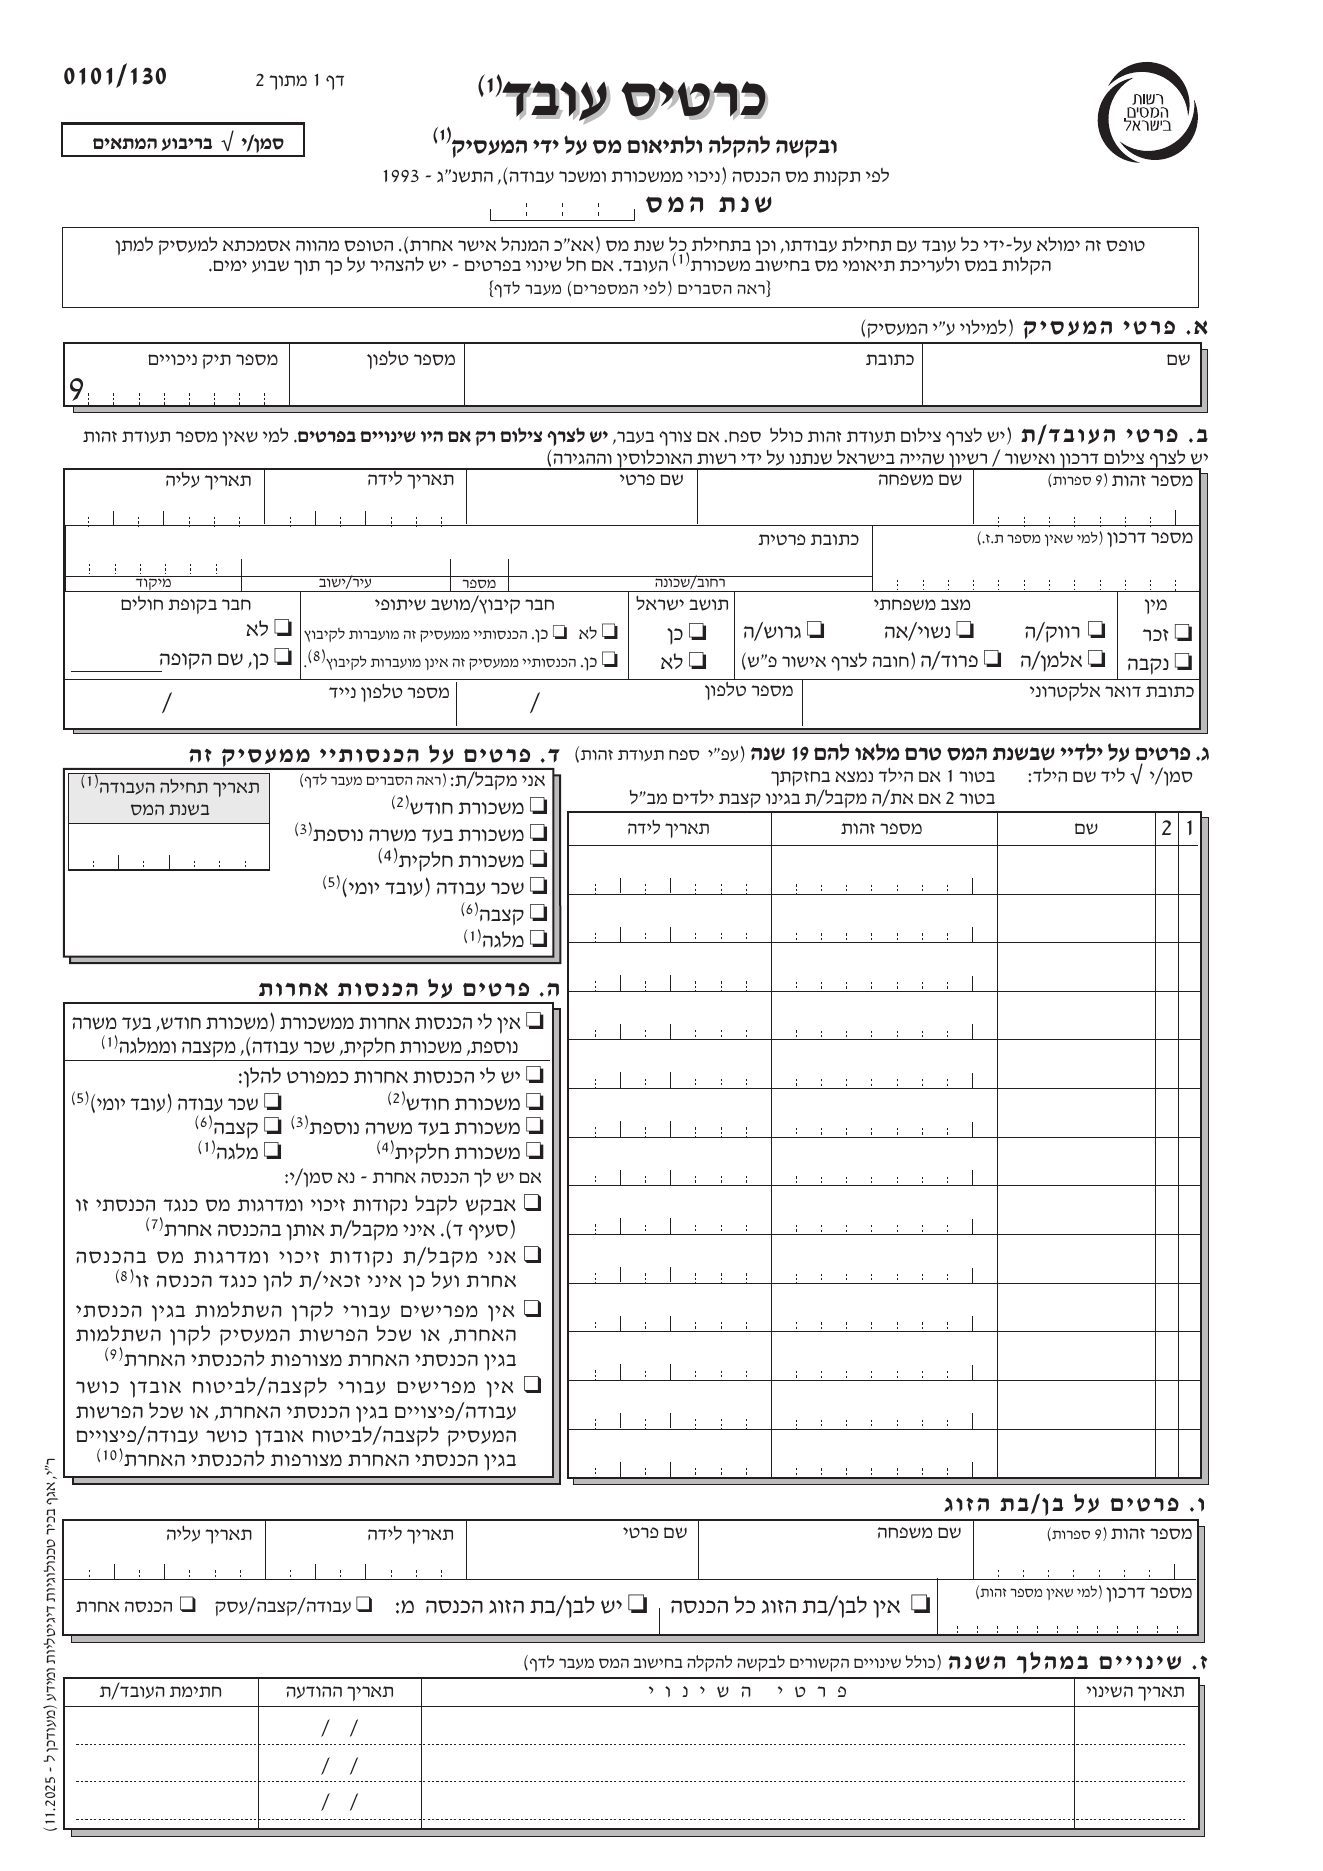 0101/130
דף 1 מתוך 2
רשות
המסים
בישראל
כרטיס עובד(1)
סמן/י √ בריבוע המתאים
ובקשה להקלה ולתיאום מס על ידי המעסיק(1)
לפי תקנות מס הכנסה (ניכוי ממשכורת ומשכר עבודה), התשנ״ג - 1993
שנת המס
טופס זה ימולא על-ידי כל עובד עם תחילת עבודתו, וכן בתחילת כל שנת מס (אא״כ המנהל אישר אחרת). הטופס מהווה אסמכתא למעסיק למתן
הקלות במס ולעריכת תיאומי מס בחישוב משכורת(1) העובד. אם חל שינוי בפרטים - יש להצהיר על כך תוך שבוע ימים.
{ראה הסברים (לפי המספרים) מעבר לדף}
א. פרטי המעסיק (למילוי ע״י המעסיק)
שם כתובת מספר טלפון מספר תיק ניכויים
9
ב. פרטי העובד/ת (יש לצרף צילום תעודת זהות כולל ספח. אם צורף בעבר, יש לצרף צילום רק אם היו שינויים בפרטים. למי שאין מספר תעודת זהות
יש לצרף צילום דרכון ואישור / רשיון שהייה בישראל שנתנו על ידי רשות האוכלוסין וההגירה)
מספר זהות (9 ספרות) שם משפחה שם פרטי תאריך לידה תאריך עליה
מספר דרכון (למי שאין מספר ת.ז.) כתובת פרטית
רחוב/שכונה מספר עיר/ישוב מיקוד
מין מצב משפחתי תושב ישראל חבר קיבוץ/מושב שיתופי חבר בקופת חולים
זכר רווק/ה נשוי/אה גרוש/ה כן לא כן. הכנסותיי ממעסיק זה מועברות לקיבוץ לא
נקבה אלמן/ה פרוד/ה (חובה לצרף אישור פ״ש) לא כן. הכנסותיי ממעסיק זה אינן מועברות לקיבוץ(8). כן, שם הקופה
כתובת דואר אלקטרוני מספר טלפון / מספר טלפון נייד /
ג. פרטים על ילדיי שבשנת המס טרם מלאו להם 19 שנה (עפ״י ספח תעודת זהות)
סמן/י √ ליד שם הילד: בטור 1 אם הילד נמצא בחזקתך
בטור 2 אם את/ה מקבל/ת בגינו קצבת ילדים מב״ל
1 2 שם מספר זהות תאריך לידה
ד. פרטים על הכנסותיי ממעסיק זה
אני מקבל/ת: (ראה הסברים מעבר לדף)
תאריך תחילת העבודה(1)
בשנת המס
משכורת חודש(2)
משכורת בעד משרה נוספת(3)
משכורת חלקית(4)
שכר עבודה (עובד יומי)(5)
קצבה(6)
מלגה(1)
ה. פרטים על הכנסות אחרות
אין לי הכנסות אחרות ממשכורת (משכורת חודש, בעד משרה
נוספת, משכורת חלקית, שכר עבודה), מקצבה וממלגה(1)
יש לי הכנסות אחרות כמפורט להלן:
משכורת חודש(2) שכר עבודה (עובד יומי)(5)
משכורת בעד משרה נוספת(3) קצבה(6)
משכורת חלקית(4) מלגה(1)
אם יש לך הכנסה אחרת - נא סמן/י:
אבקש לקבל נקודות זיכוי ומדרגות מס כנגד הכנסתי זו
(סעיף ד). איני מקבל/ת אותן בהכנסה אחרת(7)
אני מקבל/ת נקודות זיכוי ומדרגות מס בהכנסה
אחרת ועל כן איני זכאי/ת להן כנגד הכנסה זו(8)
אין מפרישים עבורי לקרן השתלמות בגין הכנסתי
האחרת, או שכל הפרשות המעסיק לקרן השתלמות
בגין הכנסתי האחרת מצורפות להכנסתי האחרת(9)
אין מפרישים עבורי לקצבה/לביטוח אובדן כושר
עבודה/פיצויים בגין הכנסתי האחרת, או שכל הפרשות
המעסיק לקצבה/לביטוח אובדן כושר עבודה/פיצויים
בגין הכנסתי האחרת מצורפות להכנסתי האחרת(10)
ו. פרטים על בן/בת הזוג
מספר זהות (9 ספרות) שם משפחה שם פרטי תאריך לידה תאריך עליה
מספר דרכון (למי שאין מספר זהות) אין לבן/בת הזוג כל הכנסה יש לבן/בת הזוג הכנסה מ: עבודה/קצבה/עסק הכנסה אחרת
ז. שינויים במהלך השנה (כולל שינויים הקשורים לבקשה להקלה בחישוב המס מעבר לדף)
תאריך השינוי פרטי השינוי תאריך ההודעה חתימת העובד/ת
/ /
/ /
/ /
ר״י, אגף בכיר טכנולוגיות דיגיטליות ומידע (מעודכן ל - 11.2025)